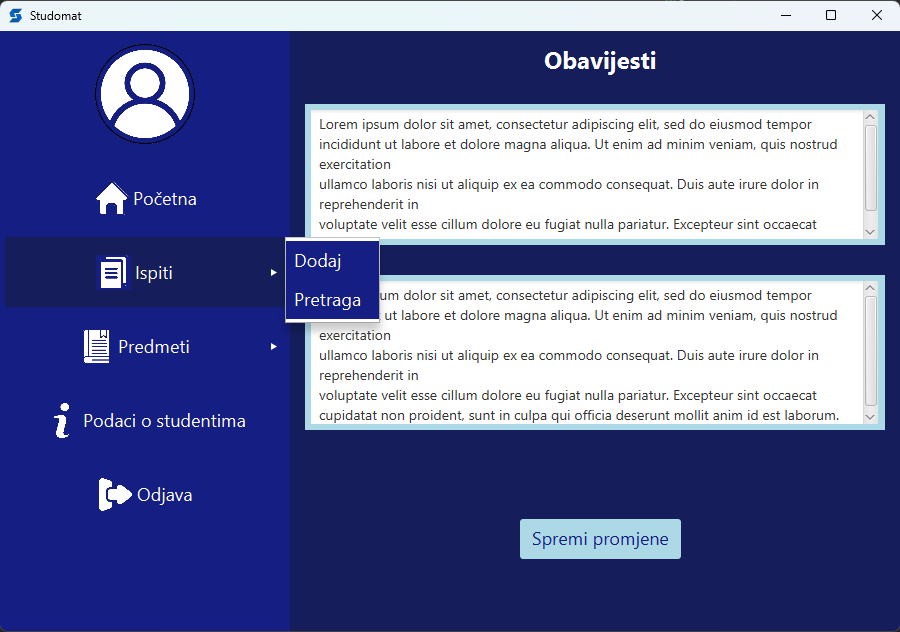 Studomat
Početna
Ispiti
Dodaj
Pretraga
Predmeti
Podaci o studentima
Odjava
Obavijesti
Lorem ipsum dolor sit amet, consectetur adipiscing elit, sed do eiusmod tempor
incididunt ut labore et dolore magna aliqua. Ut enim ad minim veniam, quis nostrud
exercitation
ullamco laboris nisi ut aliquip ex ea commodo consequat. Duis aute irure dolor in
reprehenderit in
voluptate velit esse cillum dolore eu fugiat nulla pariatur. Excepteur sint occaecat
dolor sit amet, consectetur adipiscing elit, sed do eiusmod tempor
ut labore et dolore magna aliqua. Ut enim ad minim veniam, quis nostrud
exercitation
ullamco laboris nisi ut aliquip ex ea commodo consequat. Duis aute irure dolor in
reprehenderit in
voluptate velit esse cillum dolore eu fugiat nulla pariatur. Excepteur sint occaecat
cupidatat non proident, sunt in culpa qui officia deserunt mollit anim id est laborum.
Spremi promjene